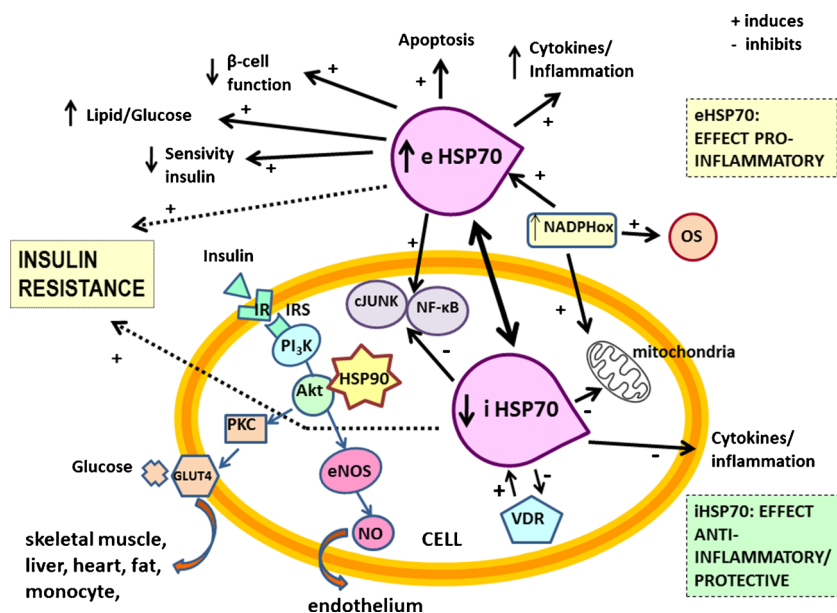 + induces
- inhibits
Apoptosis
Cytokines/
Inflammation
β-cell
function
Lipid/Glucose
Sensivity
insulin
+
+
+
+
+
+
e HSP70
eHSP70:
EFFECT PRO-
INFLAMMATORY
+
NADPHox
+
OS
INSULIN
RESISTANCE
Insulin
+
IR
IRS
cJUNK
NF-κB
+
PI3K
-
mitochondria
+
Akt
HSP90
i HSP70
-
PKC
Cytokines/
inflammation
-
Glucose
GLUT4
eNOS
+
-
VDR
iHSP70: EFFECT
ANTI-
INFLAMMATORY/
PROTECTIVE
NO
CELL
skeletal muscle,
liver, heart, fat,
monocyte,
endothelium